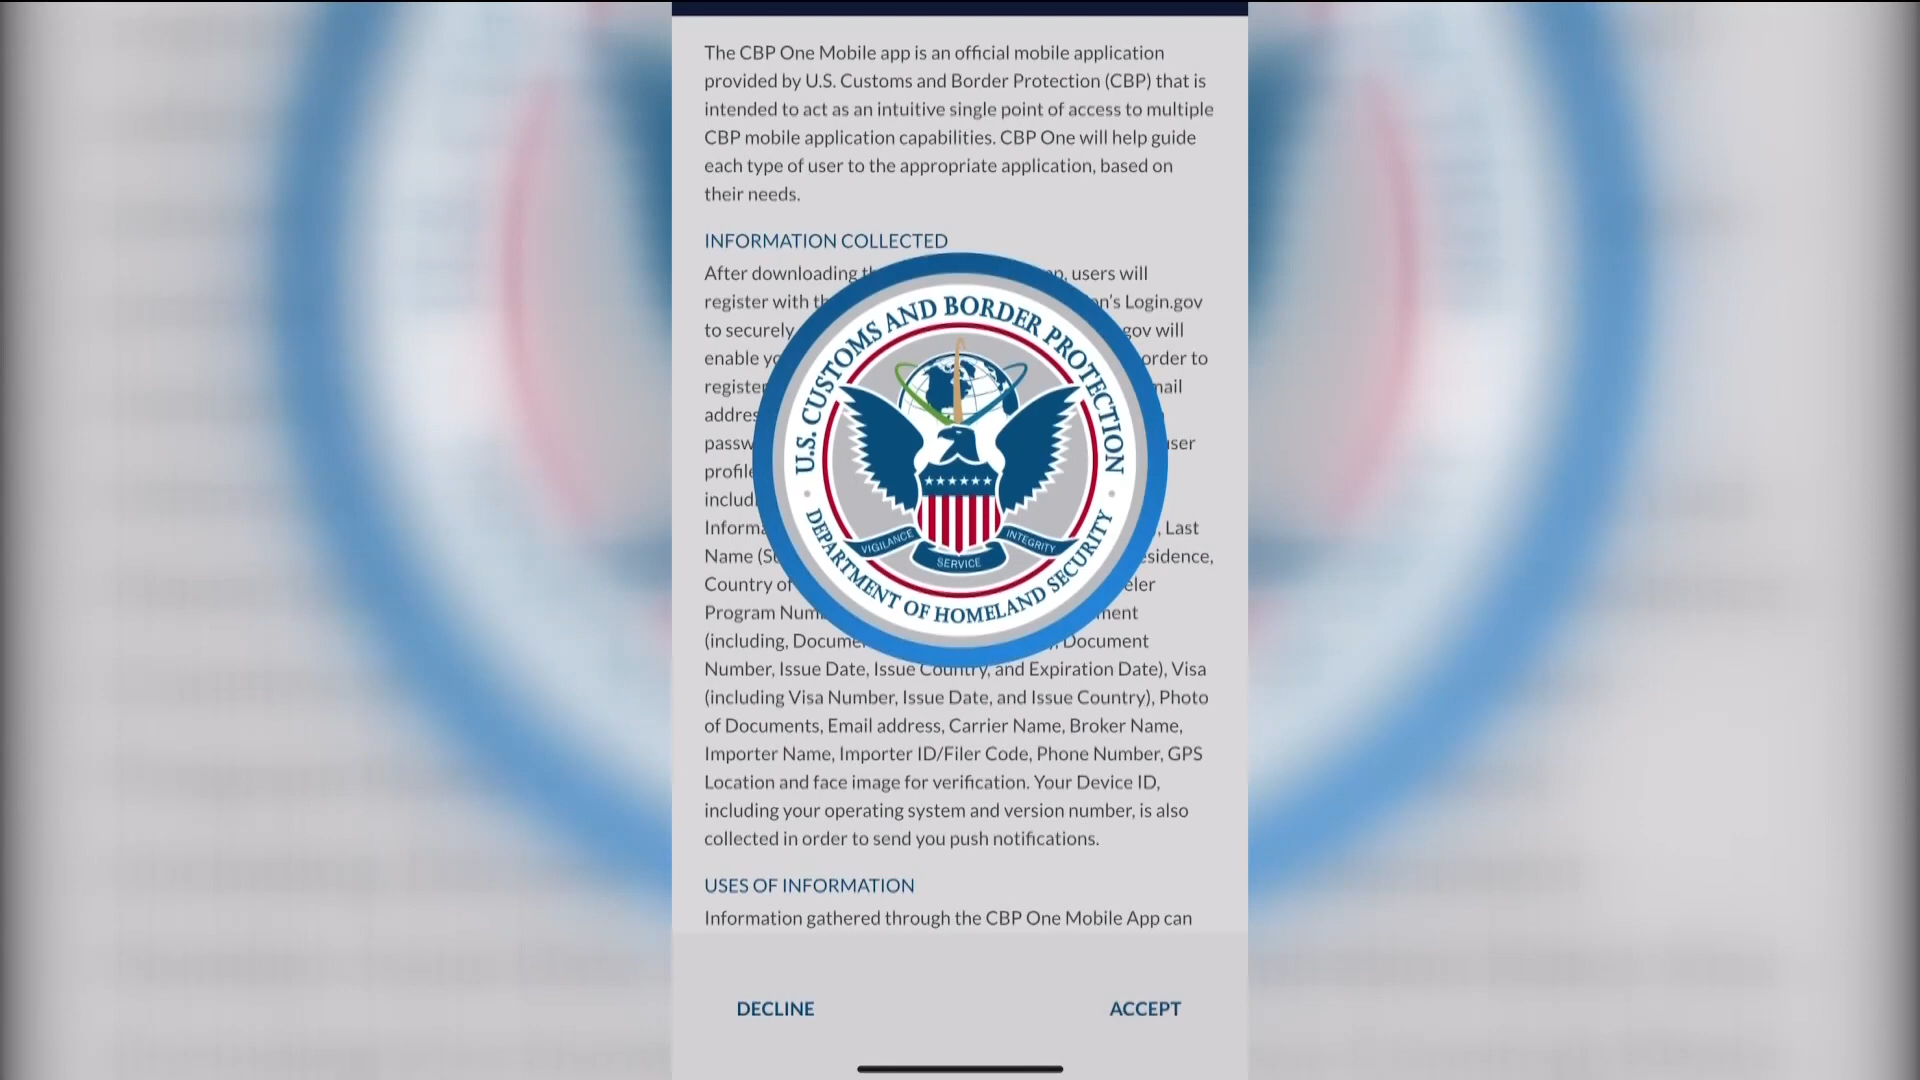 The CBP One Mobile app is an official mobile application
provided by U.S. Customs and Border Protection (CBP) that is
intended to act as an intuitive single point of access to multiple
CBP mobile application capabilities. CBP One will help guide
each type of user to the appropriate application, based on
their needs.
INFORMATION COLLECTED
After downloading users will
register with Login.gov
to securely will
enable to
register
profile
Last
Name
Country of
Program
(including, Document
Number, Issue Date, Issue Country, and Expiration Date), Visa
(including Visa Number, Issue Date, and Issue Country), Photo
of Documents, Email address, Carrier Name, Broker Name,
Importer Name, Importer ID/Filer Code, Phone Number, GPS
Location and face image for verification. Your Device ID,
including your operating system and version number, is also
collected in order to send you push notifications.
USES OF INFORMATION
Information gathered through the CBP One Mobile App can
DECLINE ACCEPT
U.S. CUSTOMS AND BORDER PROTECTION
VIGILANCE
SERVICE
INTEGRITY
DEPARTMENT OF HOMELAND SECURITY